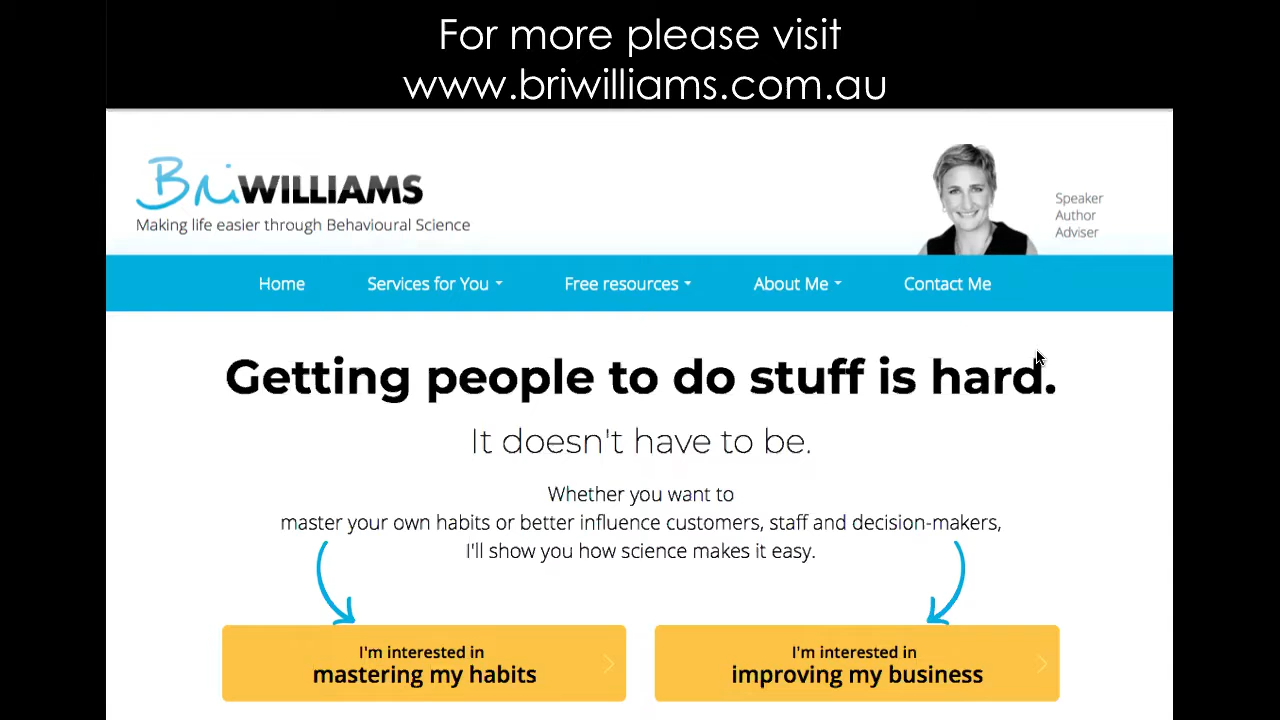 For more please visit
www.briwilliams.com.au
Bri WILLIAMS
Making life easier through Behavioural Science
Speaker
Author
Adviser
Home Services for You Free resources About Me Contact Me
Getting people to do stuff is hard.
It doesn't have to be.
Whether you want to
master your own habits or better influence customers, staff and decision-makers,
I'll show you how science makes it easy.
I'm interested in
mastering my habits
I'm interested in
improving my business